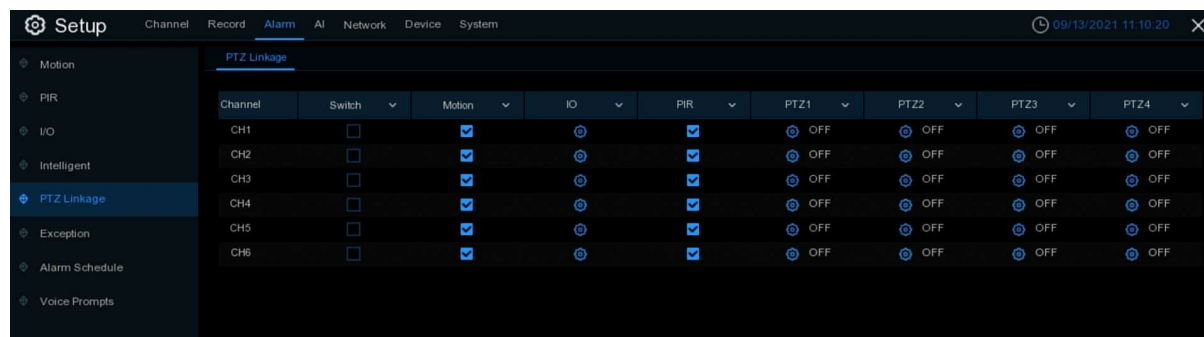 Setup Channel Record Alarm AI Network Device System 09/13/2021 11:10:20
Motion
PIR
I/O
Intelligent
PTZ Linkage
Exception
Alarm Schedule
Voice Prompts
PTZ Linkage
Channel Switch Motion IO PIR PTZ1 PTZ2 PTZ3 PTZ4
CH1 OFF OFF OFF OFF
CH2 OFF OFF OFF OFF
CH3 OFF OFF OFF OFF
CH4 OFF OFF OFF OFF
CH5 OFF OFF OFF OFF
CH6 OFF OFF OFF OFF